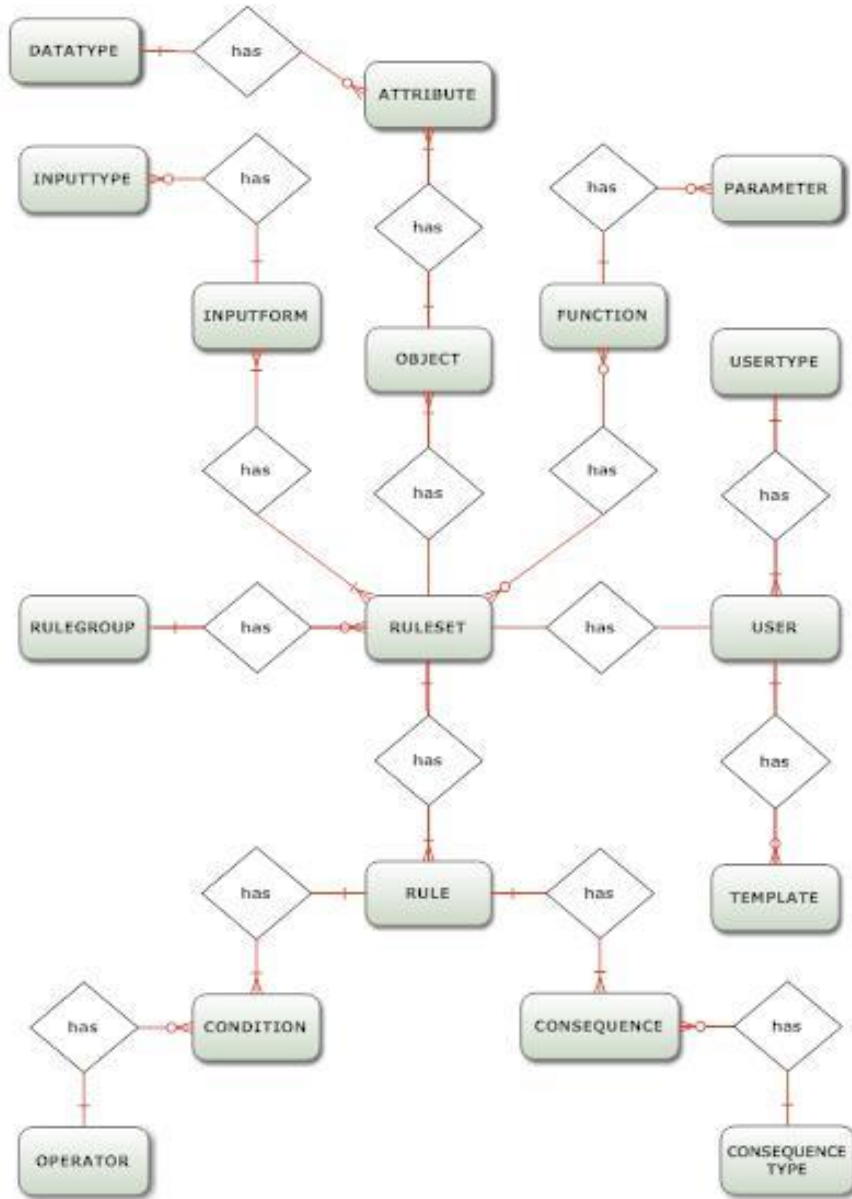 DATATYPE
has
ATTRIBUTE
INPUTTYPE
has
has
has
PARAMETER
INPUTFORM
OBJECT
FUNCTION
USERTYPE
has
has
has
has
RULEGROUP
has
RULESET
has
USER
has
has
has
RULE
has
TEMPLATE
has
CONDITION
CONSEQUENCE
has
OPERATOR
CONSEQUENCE
TYPE